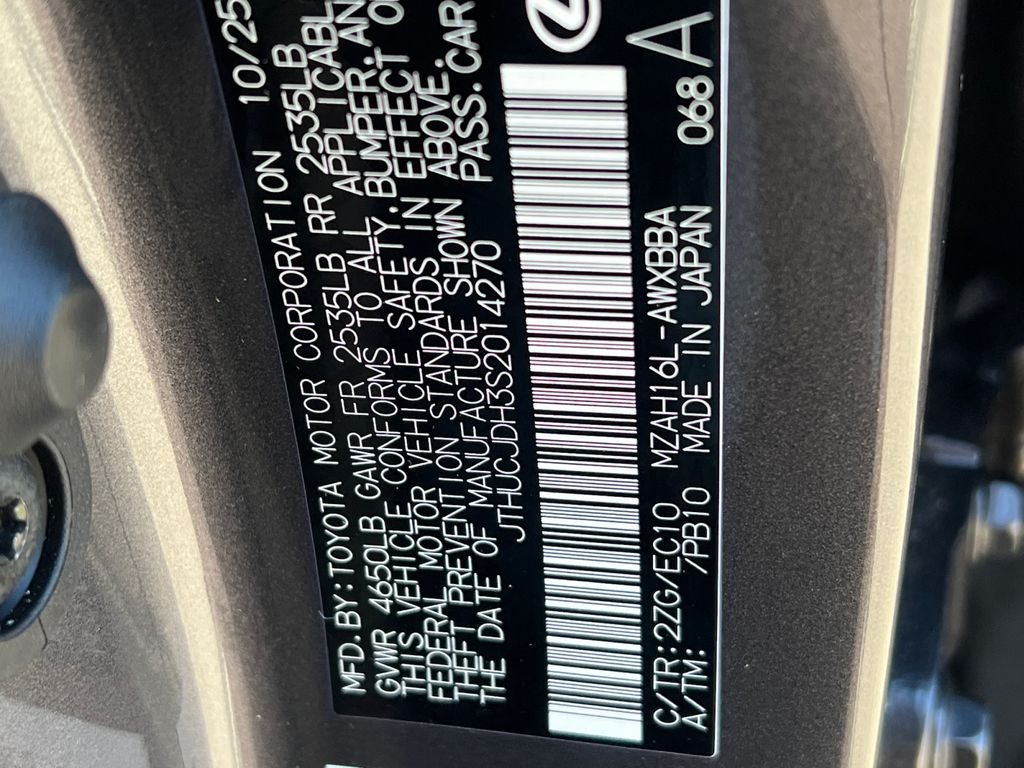 MFD.BY:TOYOTA MOTOR CORPORATION 10/25
GVWR 4650LB GAWR FR 2535LB RR 2535LB
THIS VEHICLE CONFORMS TO ALL APPLICABL
FEDERAL MOTOR VEHICLE SAFETY,BUMPER,AN
THEFT PREVENTION STANDARDS IN EFFECT O
THE DATE OF MANUFACTURE SHOWN ABOVE.
JTHUCJDH3S2014270 PASS.CAR
C/TR:2ZG/EC10 MZAH16L-AWXBBA 068 A
A/TM: /PB10 MADE IN JAPAN